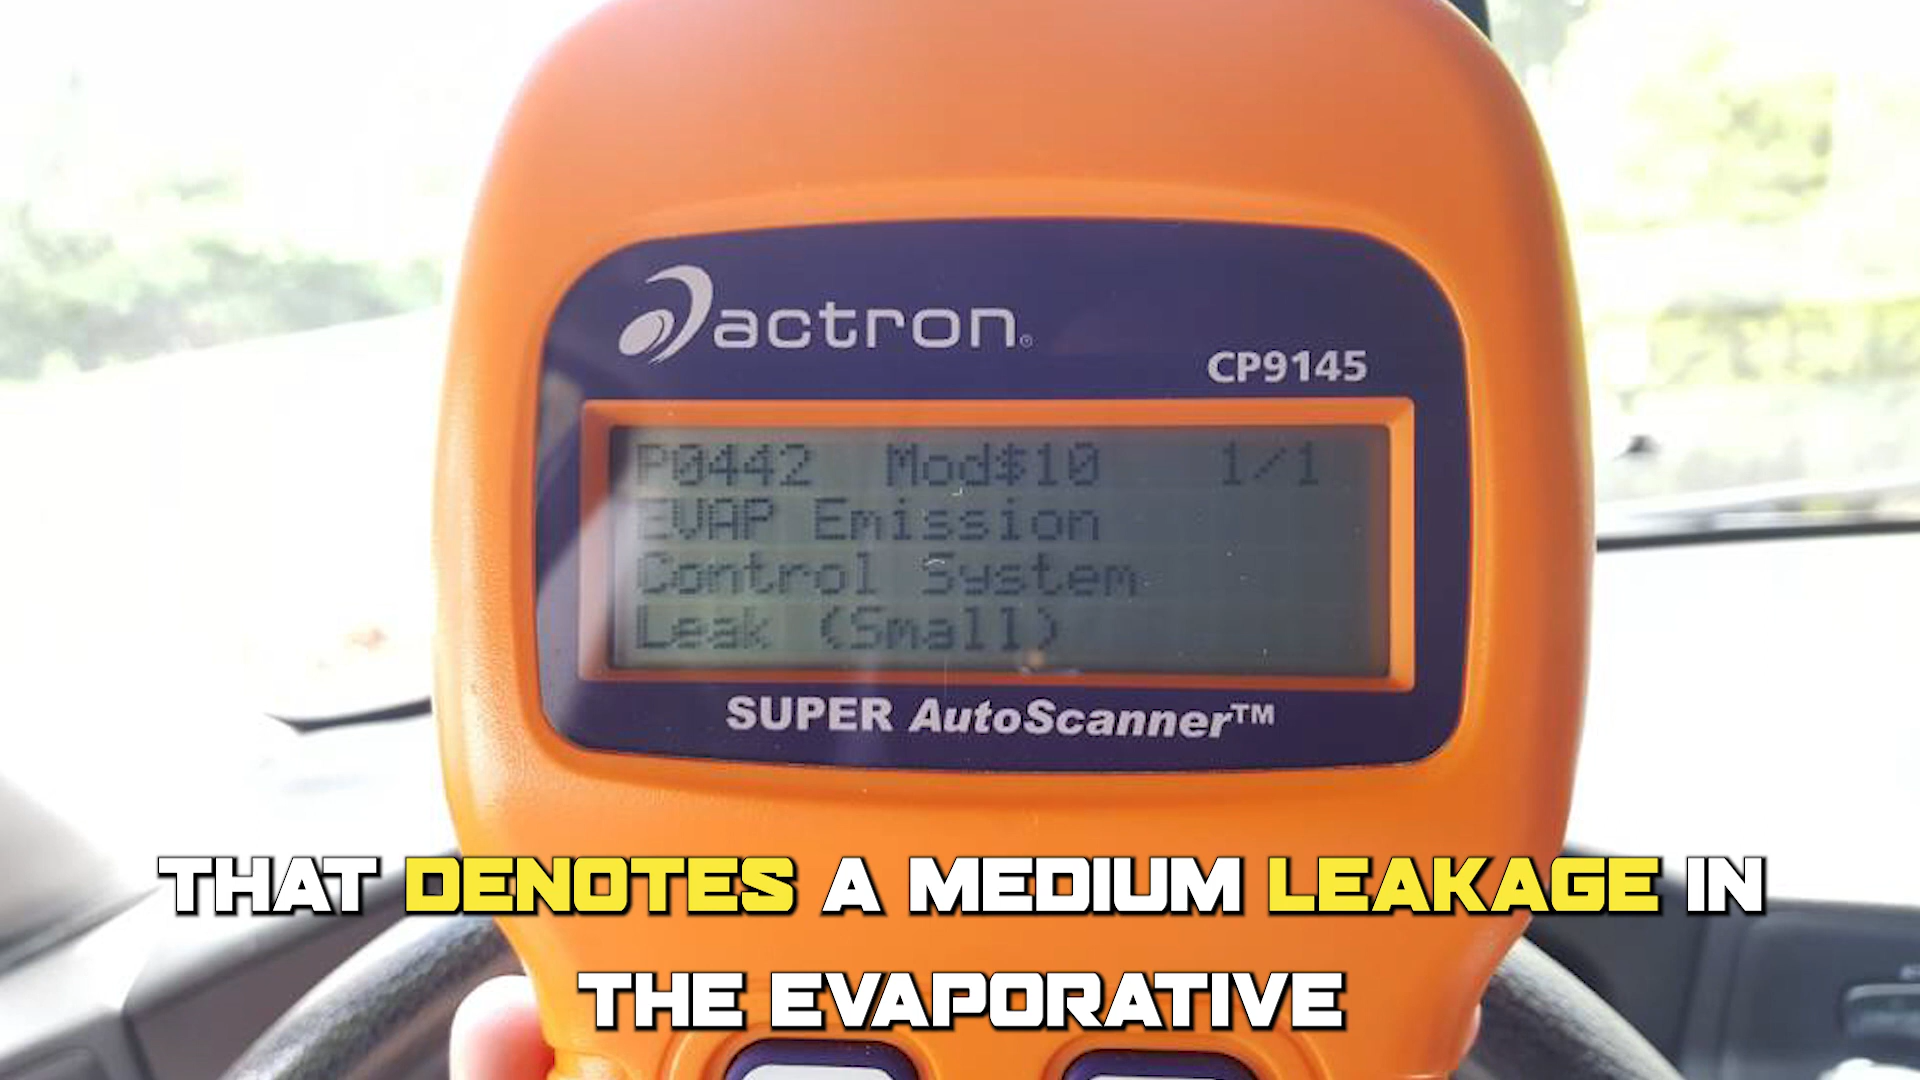 actron®
CP9145
P0442 Mod$10 1/1
EVAP Emission
Control System
Leak (Small)
SUPER AutoScanner™
THAT DENOTES A MEDIUM LEAKAGE IN
THE EVAPORATIVE